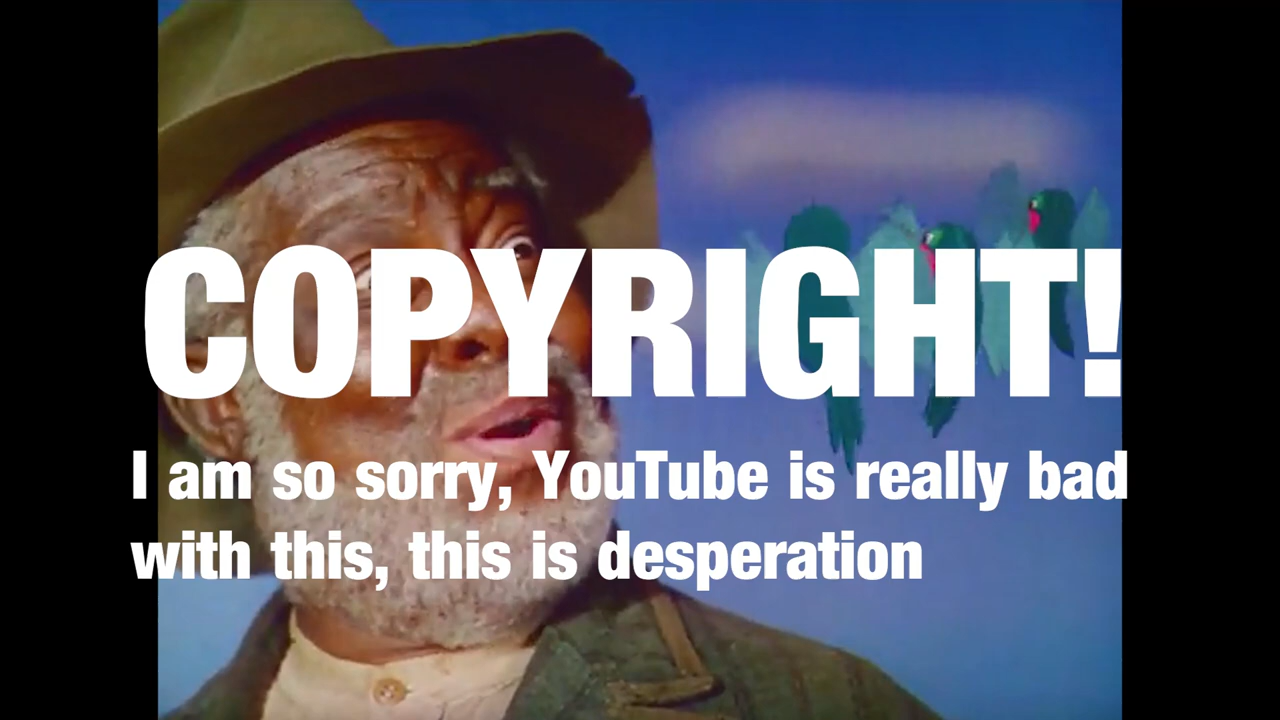 COPYRIGHT!
I am so sorry, YouTube is really bad
with this, this is desperation